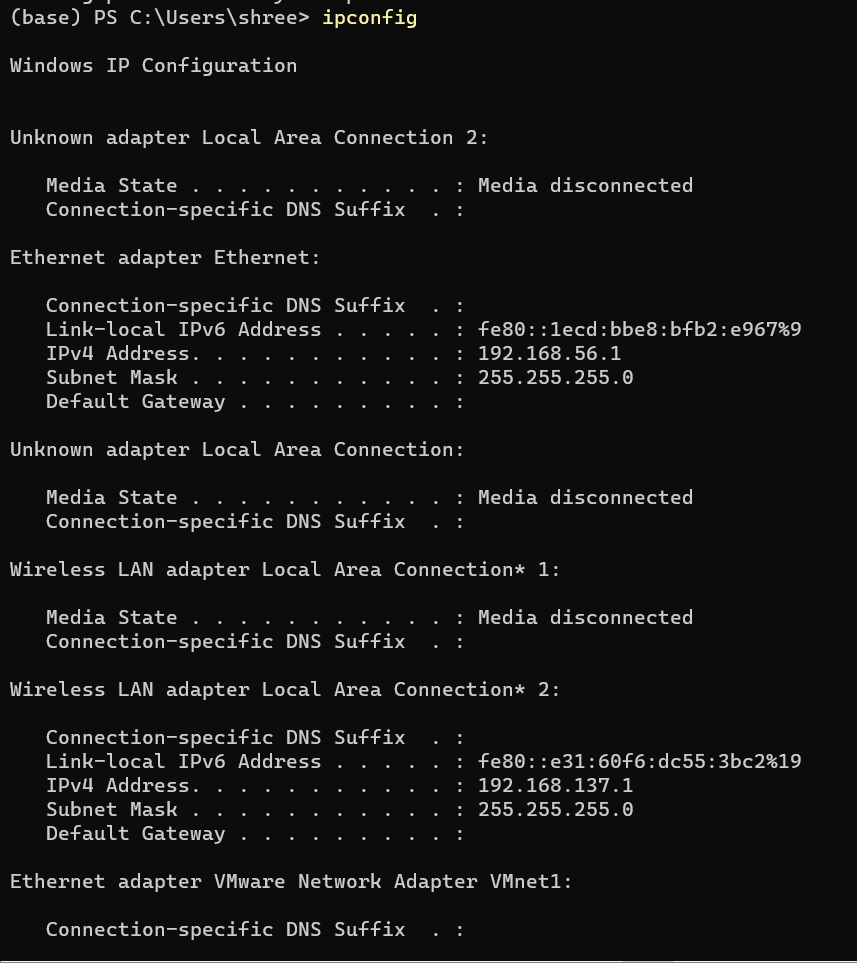 (base) PS C:\Users\shree> ipconfig
Windows IP Configuration
Unknown adapter Local Area Connection 2:
Media State . . . . . . . . . . . : Media disconnected
Connection-specific DNS Suffix  . :
Ethernet adapter Ethernet:
Connection-specific DNS Suffix  . :
Link-local IPv6 Address . . . . . : fe80::1ecd:bbe8:bfb2:e967%9
IPv4 Address. . . . . . . . . . . : 192.168.56.1
Subnet Mask . . . . . . . . . . . : 255.255.255.0
Default Gateway . . . . . . . . . :
Unknown adapter Local Area Connection:
Media State . . . . . . . . . . . : Media disconnected
Connection-specific DNS Suffix  . :
Wireless LAN adapter Local Area Connection* 1:
Media State . . . . . . . . . . . : Media disconnected
Connection-specific DNS Suffix  . :
Wireless LAN adapter Local Area Connection* 2:
Connection-specific DNS Suffix  . :
Link-local IPv6 Address . . . . . : fe80::e31:60f6:dc55:3bc2%19
IPv4 Address. . . . . . . . . . . : 192.168.137.1
Subnet Mask . . . . . . . . . . . : 255.255.255.0
Default Gateway . . . . . . . . . :
Ethernet adapter VMware Network Adapter VMnet1:
Connection-specific DNS Suffix  . :